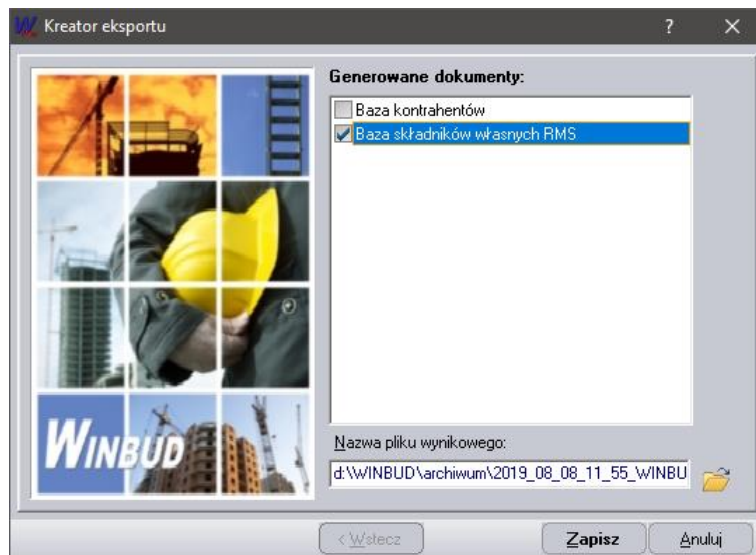 Kreator eksportu
Generowane dokumenty:
Baza kontrahentów
Baza składników własnych RMS
WINBUD
Nazwa pliku wynikowego:
d:\WINBUD\archiwum\2019_08_08_11_55_WINBU
< Wstecz
Zapisz
Anuluj